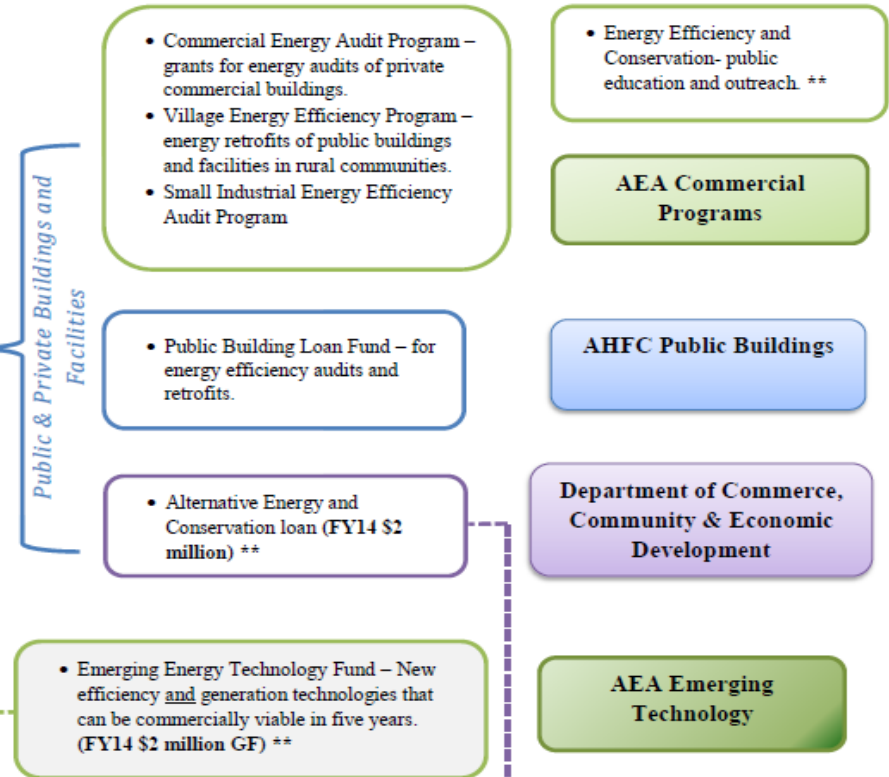 • Commercial Energy Audit Program –
grants for energy audits of private
commercial buildings.
• Village Energy Efficiency Program –
energy retrofits of public buildings
and facilities in rural communities.
• Small Industrial Energy Efficiency
Audit Program
• Energy Efficiency and
Conservation- public
education and outreach. **
AEA Commercial
Programs
Public & Private Buildings and
Facilities
• Public Building Loan Fund – for
energy efficiency audits and
retrofits.
AHFC Public Buildings
• Alternative Energy and
Conservation loan (FY14 $2
million) **
Department of Commerce,
Community & Economic
Development
• Emerging Energy Technology Fund – New
efficiency and generation technologies that
can be commercially viable in five years.
(FY14 $2 million GF) **
AEA Emerging
Technology